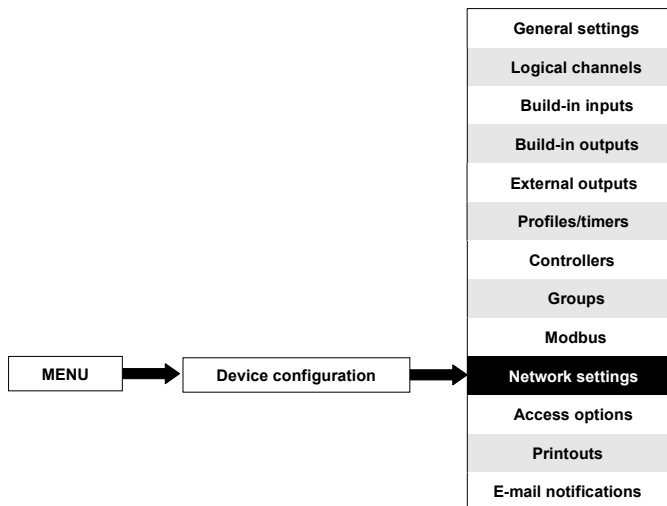 General settings
Logical channels
Build-in inputs
Build-in outputs
External outputs
Profiles/timers
Controllers
Groups
Modbus
MENU
Device configuration
Network settings
Access options
Printouts
E-mail notifications